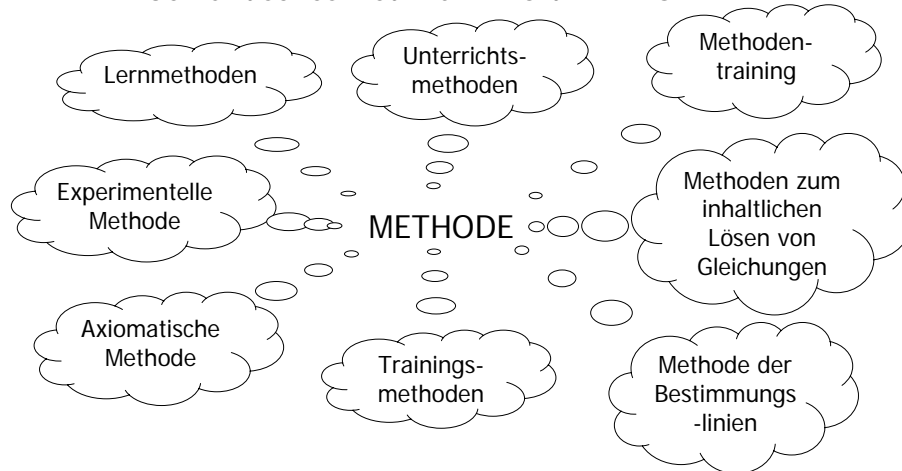 Lernmethoden
Unterrichts-
methoden
Methoden-
training
Experimentelle
Methode
METHODE
Methoden zum
inhaltlichen
Lösen von
Gleichungen
Axiomatische
Methode
Trainings-
methoden
Methode der
Bestimmungs
-linien